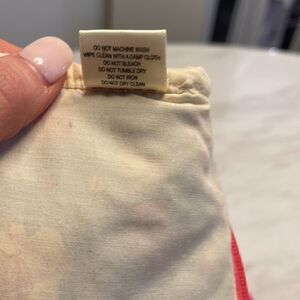 DO NOT MACHINE WASH
WIPE CLEAN WITH A DAMP CLOTH
DO NOT BLEACH
DO NOT TUMBLE DRY
DO NOT IRON
DO NOT DRY CLEAN